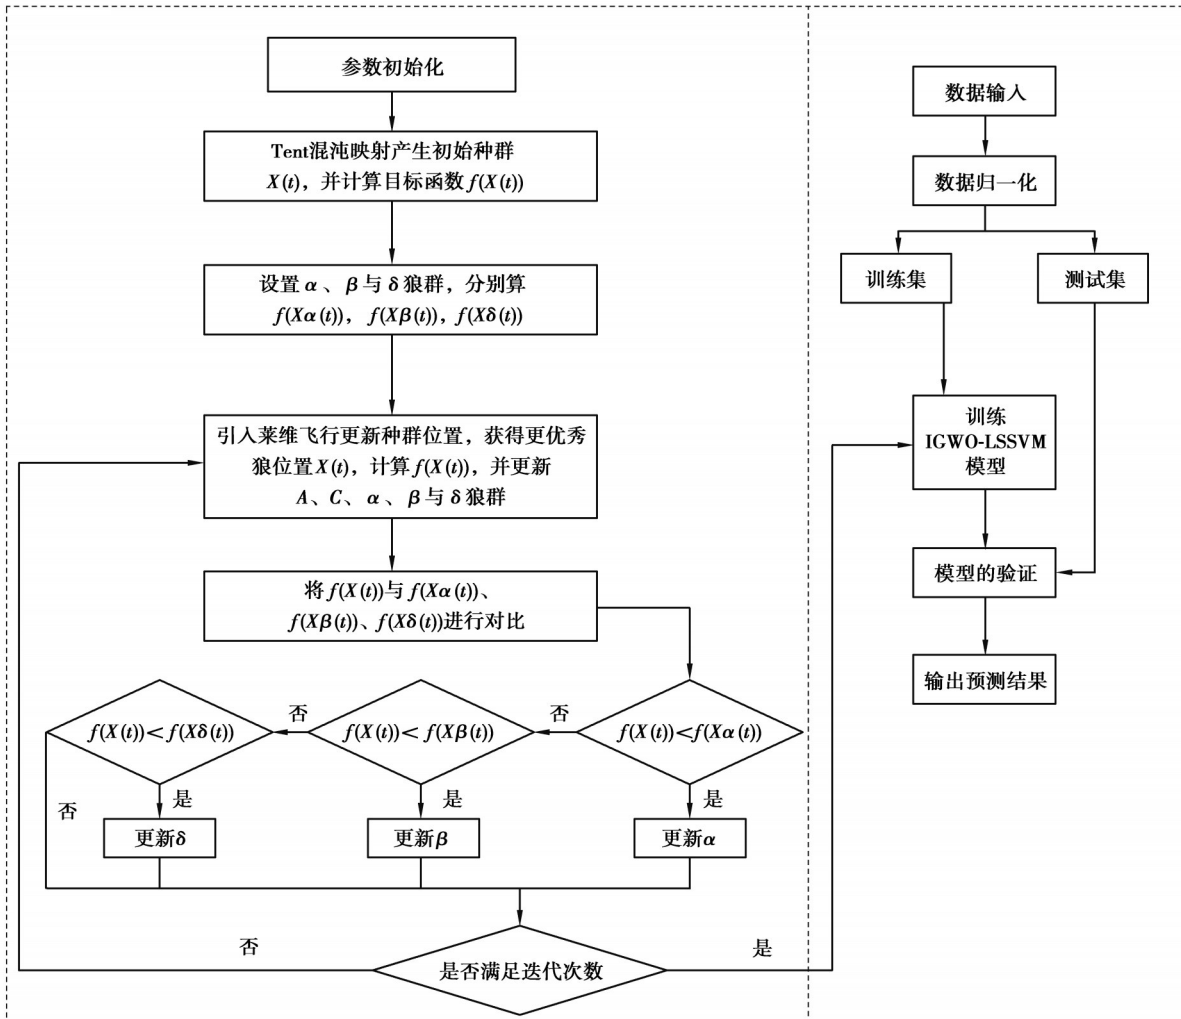 参数初始化
Tent混沌映射产生初始种群
X(t)，并计算目标函数f(X(t))
设置α、β与δ狼群，分别算
f(Xα(t))，f(Xβ(t))，f(Xδ(t))
引入莱维飞行更新种群位置，获得更优秀
狼位置X(t)，计算f(X(t))，并更新
A、C、α、β与δ狼群
将f(X(t))与f(Xα(t))、
f(Xβ(t))、f(Xδ(t))进行对比
f(X(t))<f(Xδ(t))
否
f(X(t))<f(Xβ(t))
否
f(X(t))<f(Xα(t))
否
是
是
是
更新δ
更新β
更新α
否
是否满足迭代次数
是
数据输入
数据归一化
训练集
测试集
训练
IGWO-LSSVM
模型
模型的验证
输出预测结果